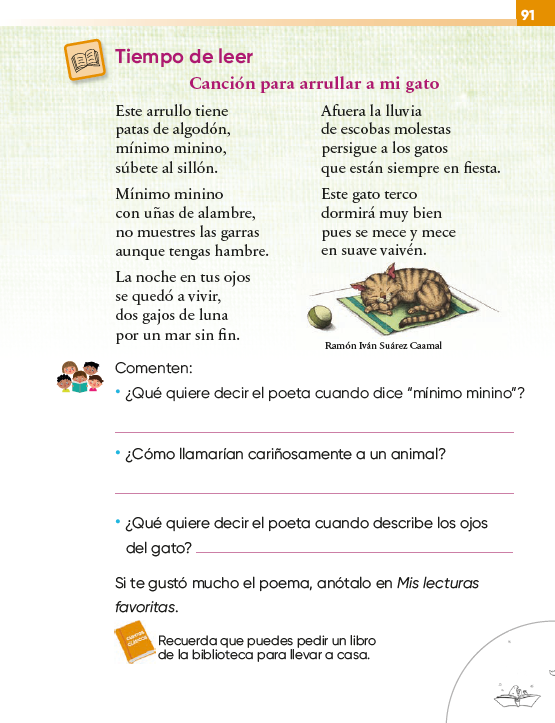 91
Tiempo de leer
Canción para arrullar a mi gato
Este arrullo tiene
patas de algodón,
mínimo minino,
súbete al sillón.
Mínimo minino
con uñas de alambre,
no muestres las garras
aunque tengas hambre.
La noche en tus ojos
se quedó a vivir,
dos gajos de luna
por un mar sin fin.
Afuera la lluvia
de escobas molestas
persigue a los gatos
que están siempre en fiesta.
Este gato terco
dormirá muy bien
pues se mece y mece
en suave vaivén.
Ramón Iván Suárez Caamal
Comenten:
• ¿Qué quiere decir el poeta cuando dice “mínimo minino”?
• ¿Cómo llamarían cariñosamente a un animal?
• ¿Qué quiere decir el poeta cuando describe los ojos
del gato?
Si te gustó mucho el poema, anótalo en Mis lecturas
favoritas.
CUENTOS
CLÁSICOS
Recuerda que puedes pedir un libro
de la biblioteca para llevar a casa.